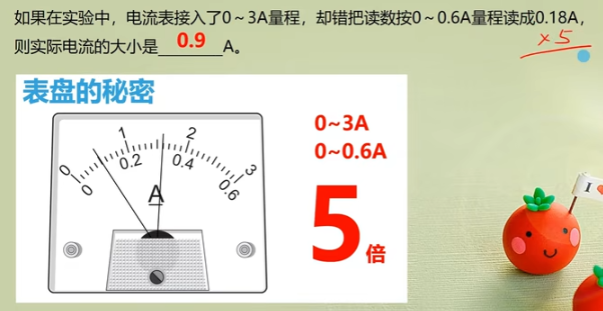 如果在实验中，电流表接入了0～3A量程，却错把读数按0～0.6A量程读成0.18A，
×5
则实际电流的大小是 0.9 A。
表盘的秘密
0 1 2 3
0 0.2 0.4 0.6
A
0~3A
0~0.6A
5倍
I